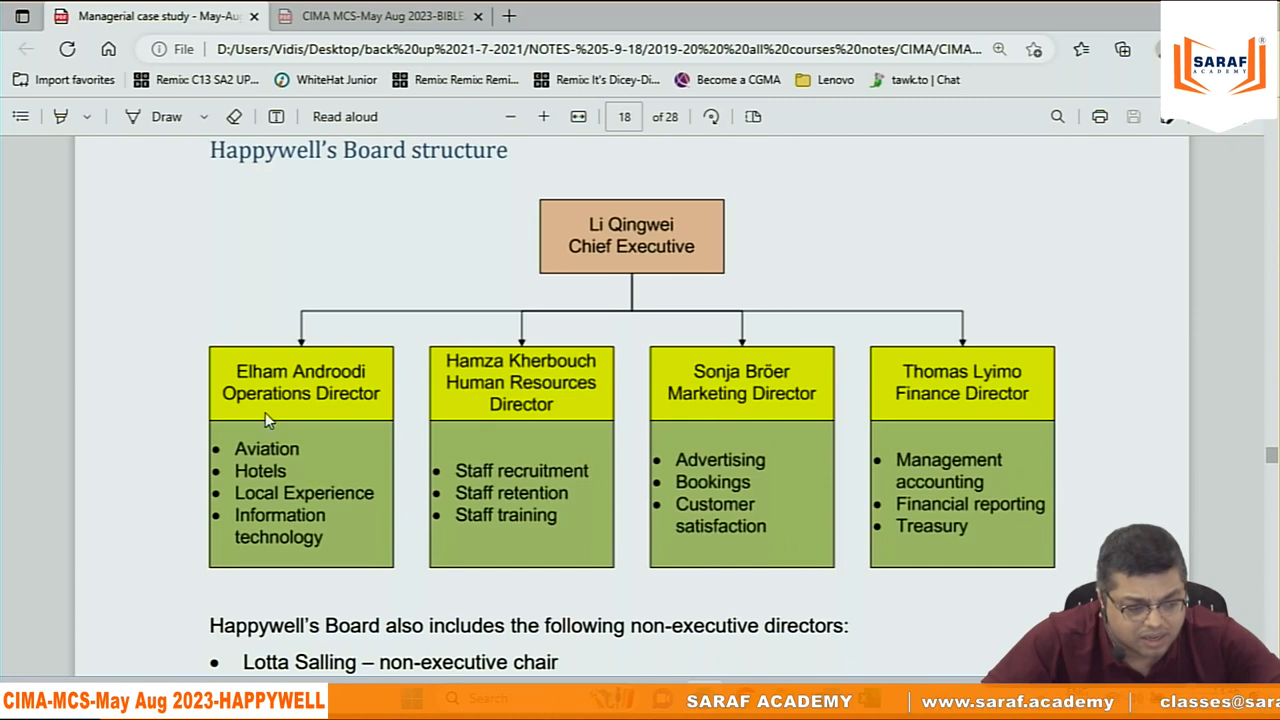 Managerial case study - May-Au
CIMA MCS-May Aug 2023-BIBLE
File
D:/Users/Vidis/Desktop/back%20up%2021-7-2021/NOTES-%205-9-18/2019-20%20%20all%20courses%20notes/CIMA/CIMA...
Import favorites
Remix: C13 SA2 UP...
WhiteHat Junior
Remix: Remix: Remi...
Remix: It's Dicey-Di...
Become a CGMA
Lenovo
tawk.to | Chat
SARAF
ACADEMY
Draw
Read aloud
18 of 28
Happywell's Board structure
Li Qingwei
Chief Executive
Elham Androodi
Operations Director
• Aviation
• Hotels
• Local Experience
• Information
technology
Hamza Kherbouch
Human Resources
Director
• Staff recruitment
• Staff retention
• Staff training
Sonja Bröer
Marketing Director
• Advertising
• Bookings
• Customer
satisfaction
Thomas Lyimo
Finance Director
• Management
accounting
• Financial reporting
• Treasury
Happywell's Board also includes the following non-executive directors:
• Lotta Salling – non-executive chair
Search
CIMA-MCS-May Aug 2023-HAPPYWELL
SARAF ACADEMY | www.saraf.academy | classes@sara